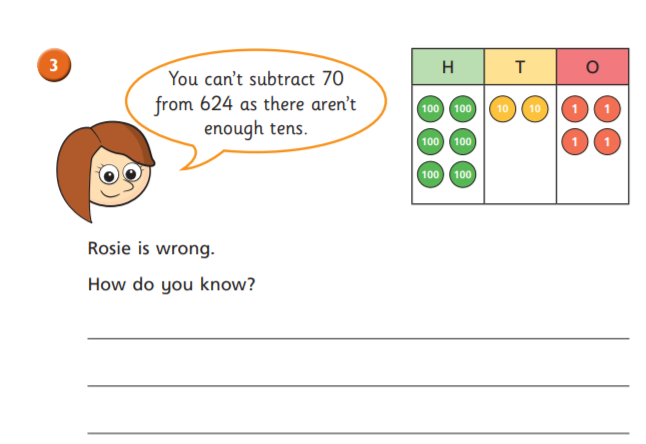 3
You can't subtract 70
from 624 as there aren't
enough tens.
H T O
100 100 10 10 1 1
100 100 1 1
100 100
Rosie is wrong.
How do you know?